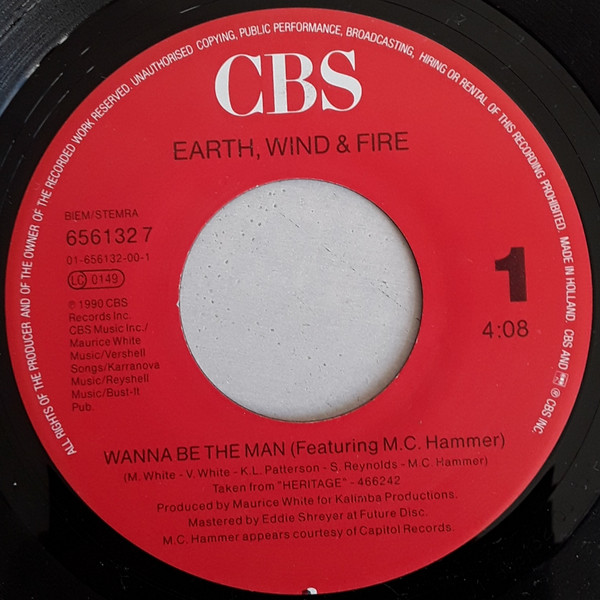 ALL RIGHTS OF THE PRODUCER AND OF THE OWNER OF THE RECORDED WORK RESERVED. UNAUTHORISED COPYING, PUBLIC PERFORMANCE, BROADCASTING, HIRING OR RENTAL OF THIS RECORDING PROHIBITED. MADE IN HOLLAND CBS AND ® CBS INC.
CBS
EARTH, WIND & FIRE
BIEM/STEMRA
656132 7
01-656132-00-1
LC 0149
1
4:08
℗ 1990 CBS
Records Inc.
CBS Music Inc./
Maurice White
Music/Vershell
Songs/Karranova
Music/Reyshell
Music/Bust-It
Pub.
WANNA BE THE MAN (Featuring M.C. Hammer)
(M. White - V. White - K.L. Patterson - S. Reynolds - M.C. Hammer)
Taken from "HERITAGE" - 466242
Produced by Maurice White for Kalimba Productions.
Mastered by Eddie Shreyer at Future Disc.
M.C. Hammer appears courtesy of Capitol Records.